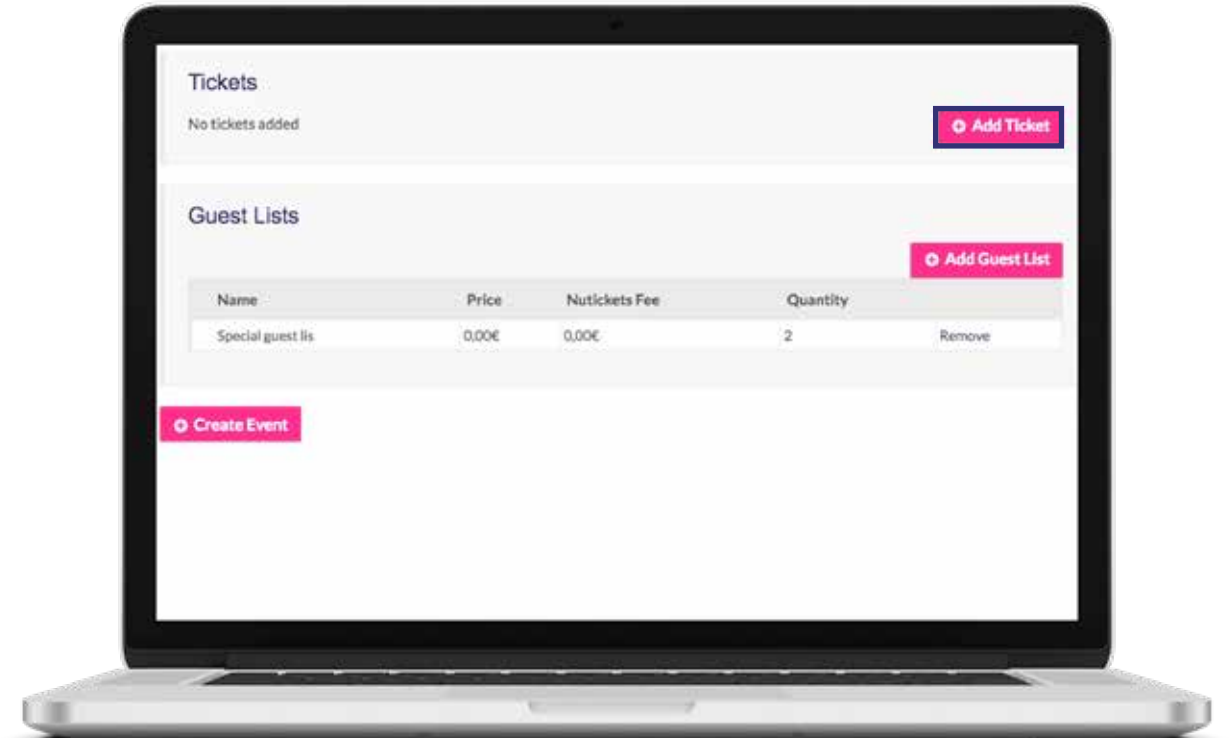 Tickets
No tickets added
Add Ticket
Guest Lists
Add Guest List
Name Price Nutickets Fee Quantity
Special guest lis 0,00€ 0,00€ 2 Remove
Create Event